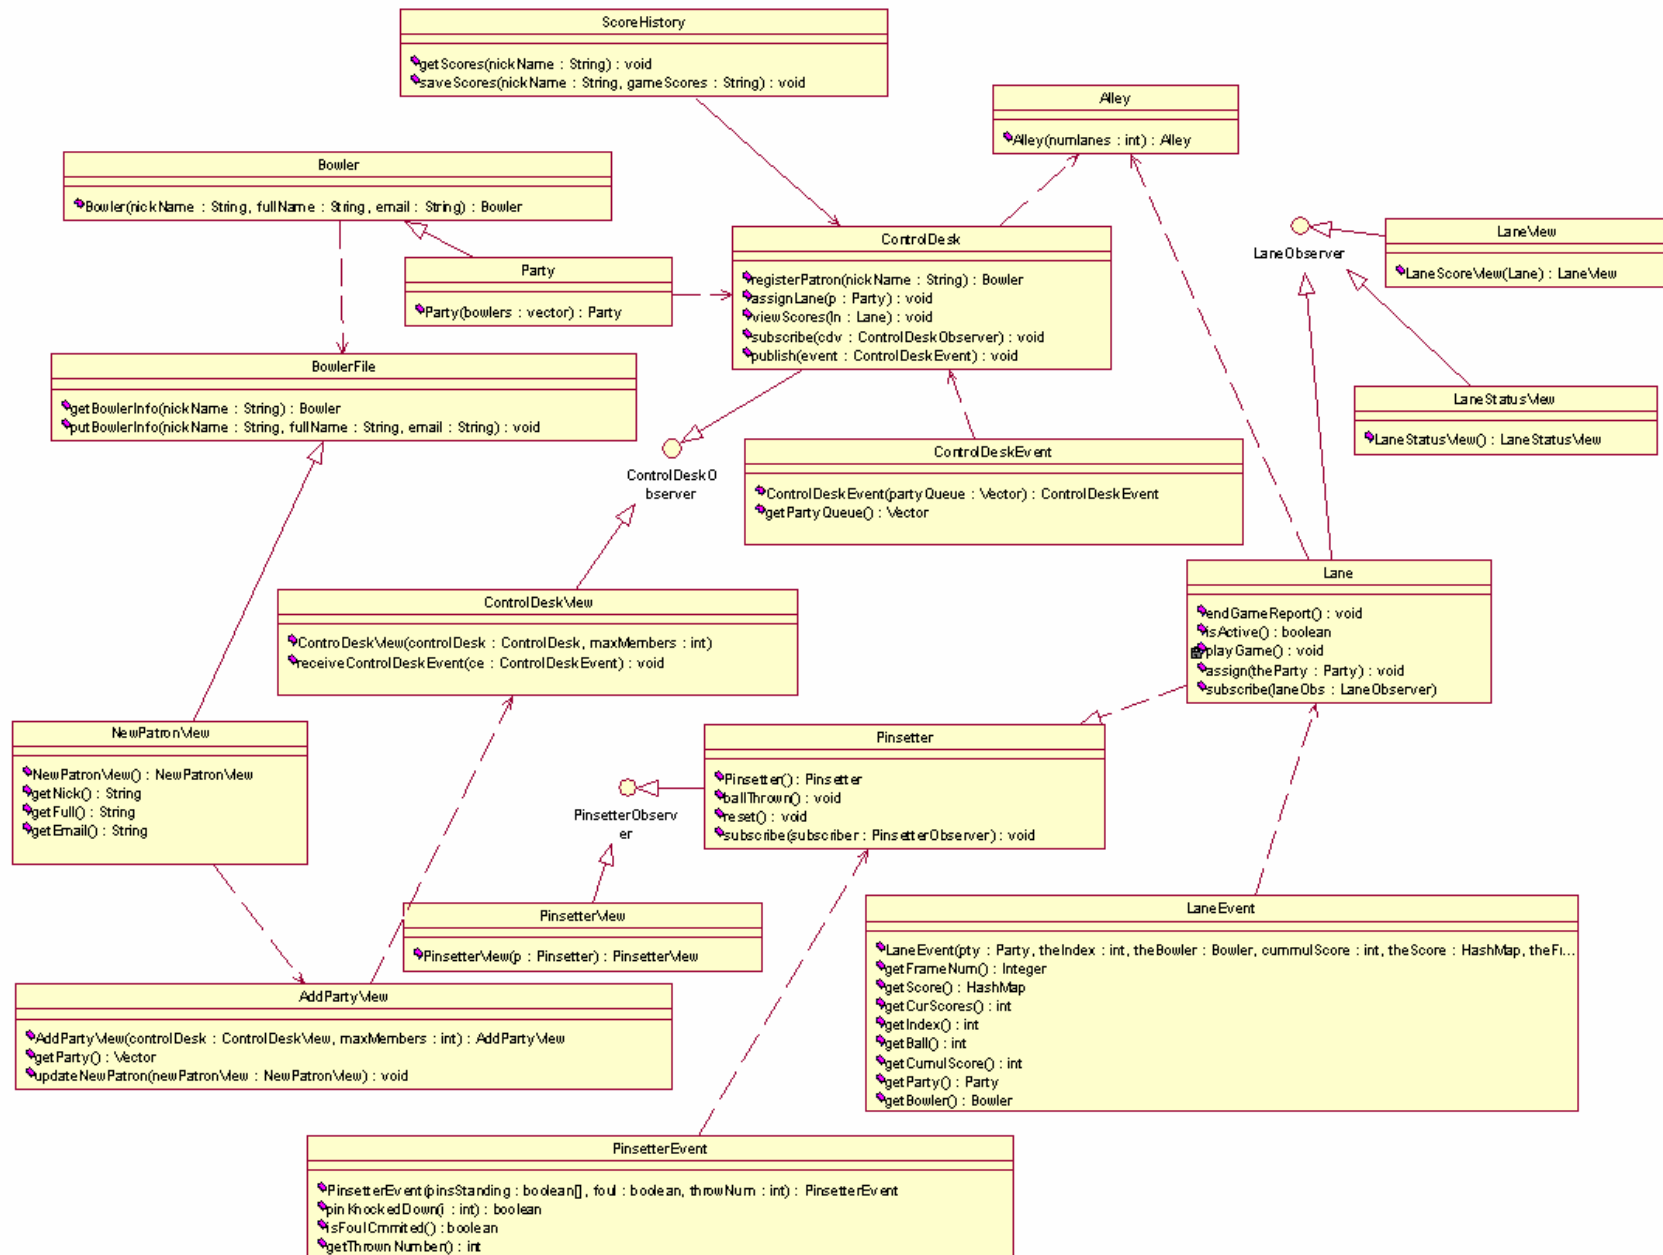 ScoreHistory
getScores(nickName : String) : void
saveScores(nickName : String, gameScores : String) : void
Alley
Alley(numlanes : int) : Alley
Bowler
Bowler(nickName : String, fullName : String, email : String) : Bowler
Party
Party(bowlers : vector) : Party
ControlDesk
registerPatron(nickName : String) : Bowler
assignLane(p : Party) : void
viewScores(ln : Lane) : void
subscribe(cdv : ControlDeskObserver) : void
publish(event : ControlDeskEvent) : void
LaneObserver
LaneView
LaneScoreView(Lane) : LaneView
BowlerFile
getBowlerInfo(nickName : String) : Bowler
putBowlerInfo(nickName : String, fullName : String, email : String) : void
LaneStatusView
LaneStatusView() : LaneStatusView
ControlDeskO
bserver
ControlDeskEvent
ControlDeskEvent(partyQueue : Vector) : ControlDeskEvent
getPartyQueue() : Vector
Lane
endGameReport() : void
isActive() : boolean
playGame() : void
assign(theParty : Party) : void
subscribe(laneObs : LaneObserver)
ControlDeskView
ControDeskView(controlDesk : ControlDesk, maxMembers : int)
receiveControlDeskEvent(ce : ControlDeskEvent) : void
NewPatronView
NewPatronView() : NewPatronView
getNick() : String
getFull() : String
getEmail() : String
Pinsetter
Pinsetter() : Pinsetter
ballThrown() : void
reset() : void
subscribe(subscriber : PinsetterObserver) : void
PinsetterObserv
er
PinsetterView
PinsetterView(p : Pinsetter) : PinsetterView
LaneEvent
LaneEvent(pty : Party, theIndex : int, theBowler : Bowler, cummulScore : int, theScore : HashMap, theFr...
getFrameNum() : Integer
getScore() : HashMap
getCurScores() : int
getIndex() : int
getBall() : int
getCumulScore() : int
getParty() : Party
getBowler() : Bowler
AddPartyView
AddPartyView(controlDesk : ControlDeskView, maxMembers : int) : AddPartyView
getParty() : Vector
updateNewPatron(newPatronView : NewPatronView) : void
PinsetterEvent
PinsetterEvent(pinsStanding : boolean[], foul : boolean, throwNum : int) : PinsetterEvent
pinKnockedDown(i : int) : boolean
isFoulCmmited() : boolean
getThrownNumber() : int